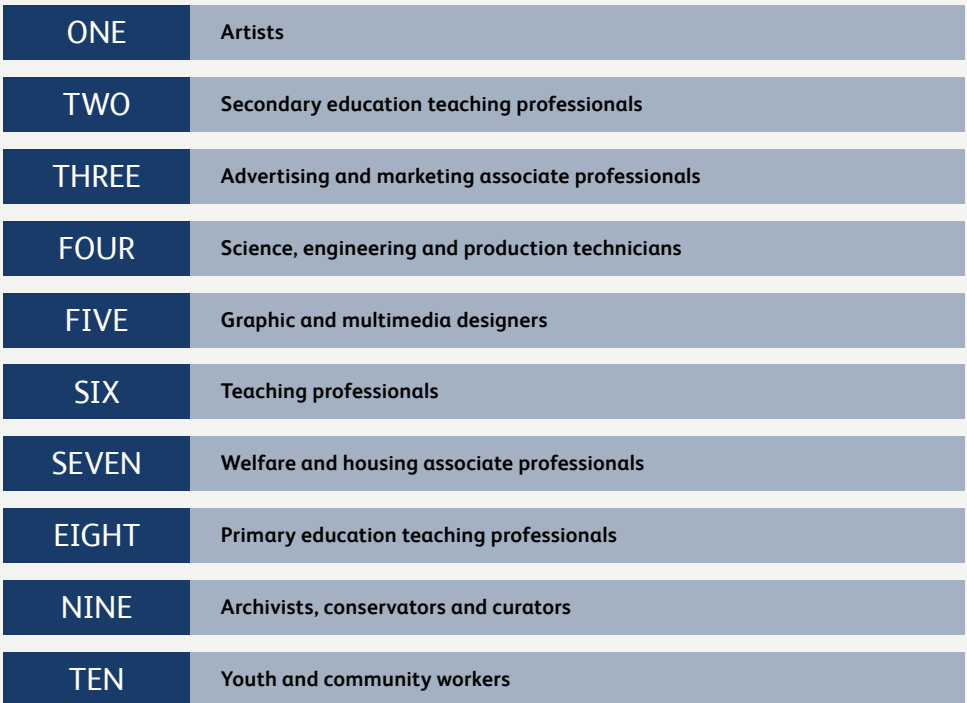 ONE Artists
TWO Secondary education teaching professionals
THREE Advertising and marketing associate professionals
FOUR Science, engineering and production technicians
FIVE Graphic and multimedia designers
SIX Teaching professionals
SEVEN Welfare and housing associate professionals
EIGHT Primary education teaching professionals
NINE Archivists, conservators and curators
TEN Youth and community workers